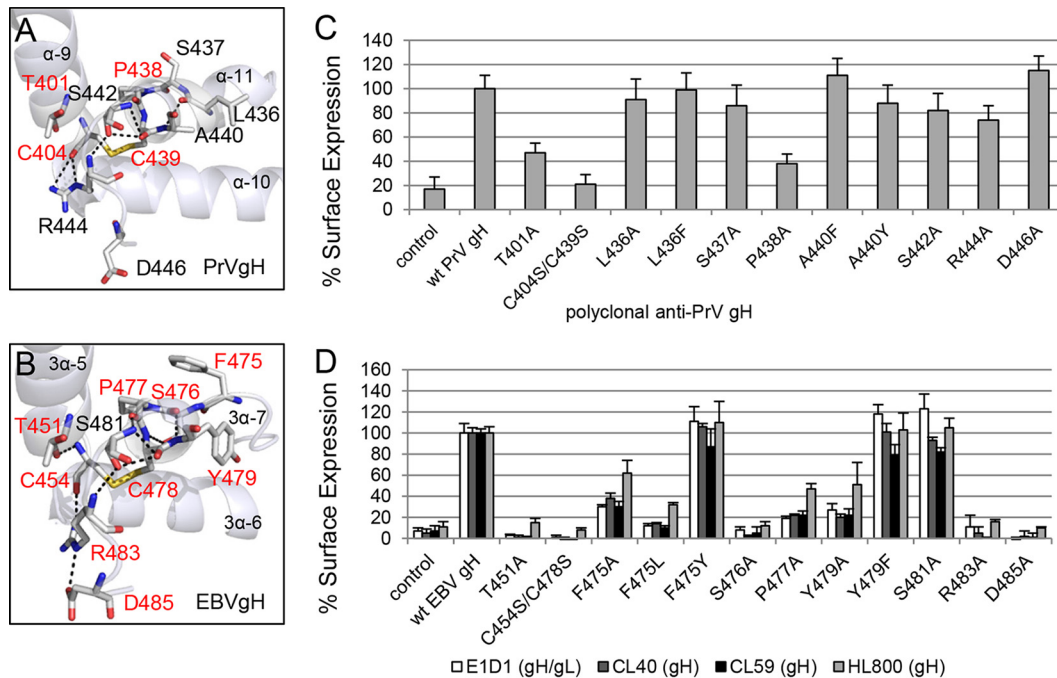 A
α-9
S437
P438
α-11
T401
S442
L436
A440
C404
C439
α-10
R444
D446
PrVgH
B
3α-5
F475
P477
S476
T451
S481
3α-7
Y479
C454
C478
3α-6
R483
D485
EBVgH
C
% Surface Expression
140
120
100
80
60
40
20
0
control
wt PrV gH
T401A
C404S/C439S
L436A
L436F
S437A
P438A
A440F
A440Y
S442A
R444A
D446A
polyclonal anti-PrV gH
D
% Surface Expression
160
140
120
100
80
60
40
20
0
control
wt EBV gH
T451A
C454S/C478S
F475A
F475L
F475Y
S476A
P477A
Y479A
Y479F
S481A
R483A
D485A
E1D1 (gH/gL) CL40 (gH) CL59 (gH) HL800 (gH)